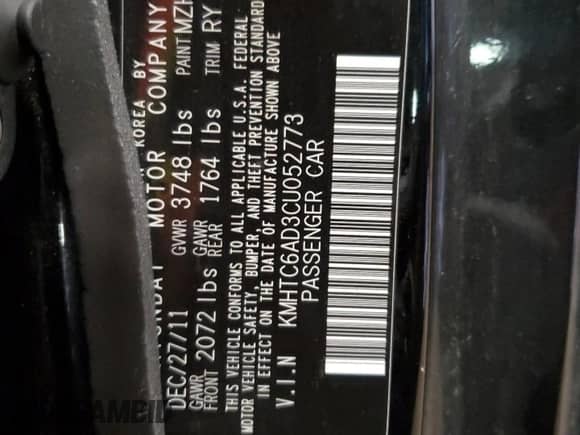 KOREA BY
MOTOR COMPANY
DEC/27/11 GVWR 3748 lbs PAINT MZH
GAWR FRONT 2072 lbs GAWR REAR 1764 lbs TRIM RY
THIS VEHICLE CONFORMS TO ALL APPLICABLE U.S.A. FEDERAL
MOTOR VEHICLE SAFETY, BUMPER, AND THEFT PREVENTION STANDARD
IN EFFECT ON THE DATE OF MANUFACTURE SHOWN ABOVE
V.I.N KMHTC6AD3CU052773
PASSENGER CAR